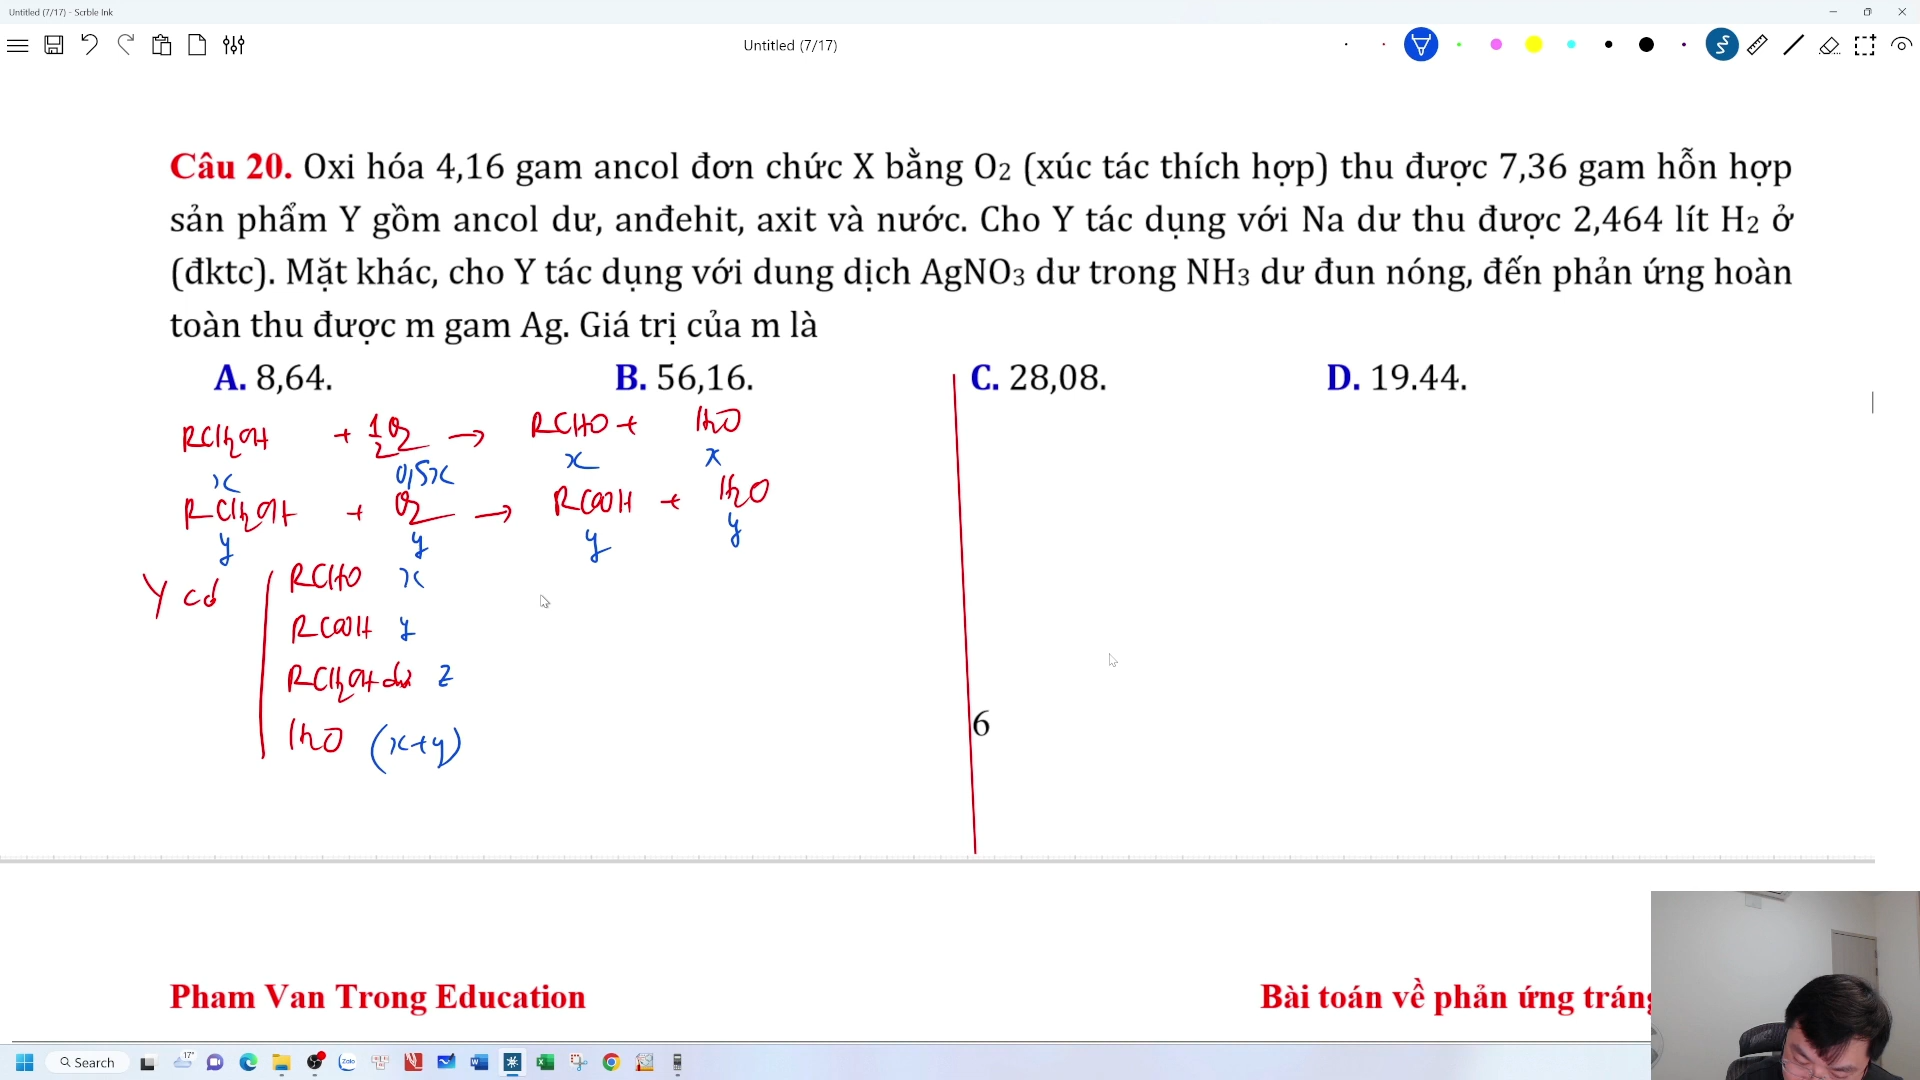 Untitled (7/17) - Scrble Ink
Untitled (7/17)
Câu 20. Oxi hóa 4,16 gam ancol đơn chức X bằng O2 (xúc tác thích hợp) thu được 7,36 gam hỗn hợp
sản phẩm Y gồm ancol dư, anđehit, axit và nước. Cho Y tác dụng với Na dư thu được 2,464 lít H2 ở
(đktc). Mặt khác, cho Y tác dụng với dung dịch AgNO3 dư trong NH3 dư đun nóng, đến phản ứng hoàn
toàn thu được m gam Ag. Giá trị của m là
A. 8,64. B. 56,16. C. 28,08. D. 19.44.
RCH2OH + 1/2 O2 → RCHO + H2O
x 0,5x x x
RCH2OH + O2 → RCOOH + H2O
y y y y
Y có
RCHO x
RCOOH y
RCH2OH dư z
H2O (x+y)
6
Pham Van Trong Education
Bài toán về phản ứng tráng
17°
Search
Zalo